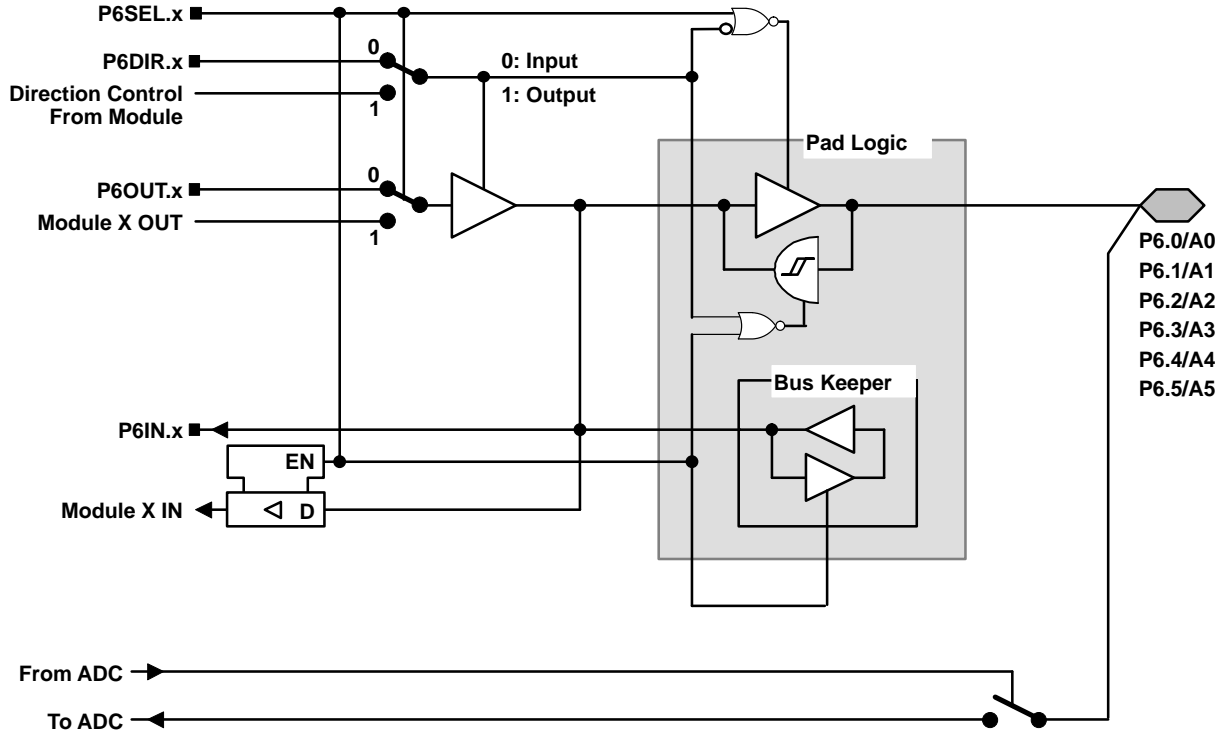 P6SEL.x
P6DIR.x
0
0: Input
Direction Control
From Module
1
1: Output
Pad Logic
P6OUT.x
0
Module X OUT
1
P6.0/A0
P6.1/A1
P6.2/A2
P6.3/A3
P6.4/A4
P6.5/A5
Bus Keeper
P6IN.x
EN
Module X IN
D
From ADC
To ADC